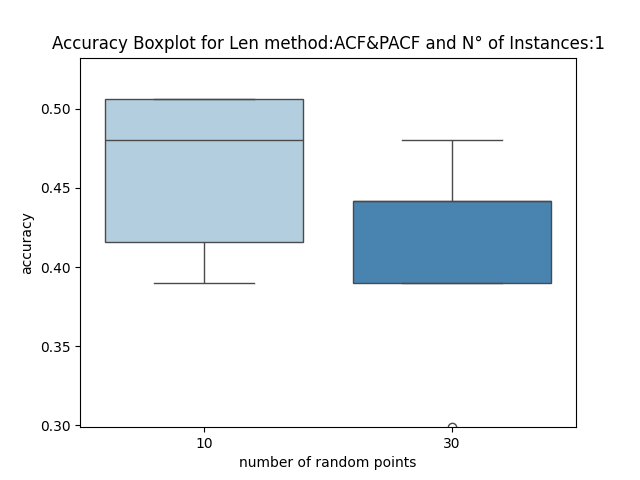 Accuracy Boxplot for Len method:ACF&PACF and N° of Instances:1
0.50
0.45
0.40
0.35
0.30
accuracy
10
30
number of random points